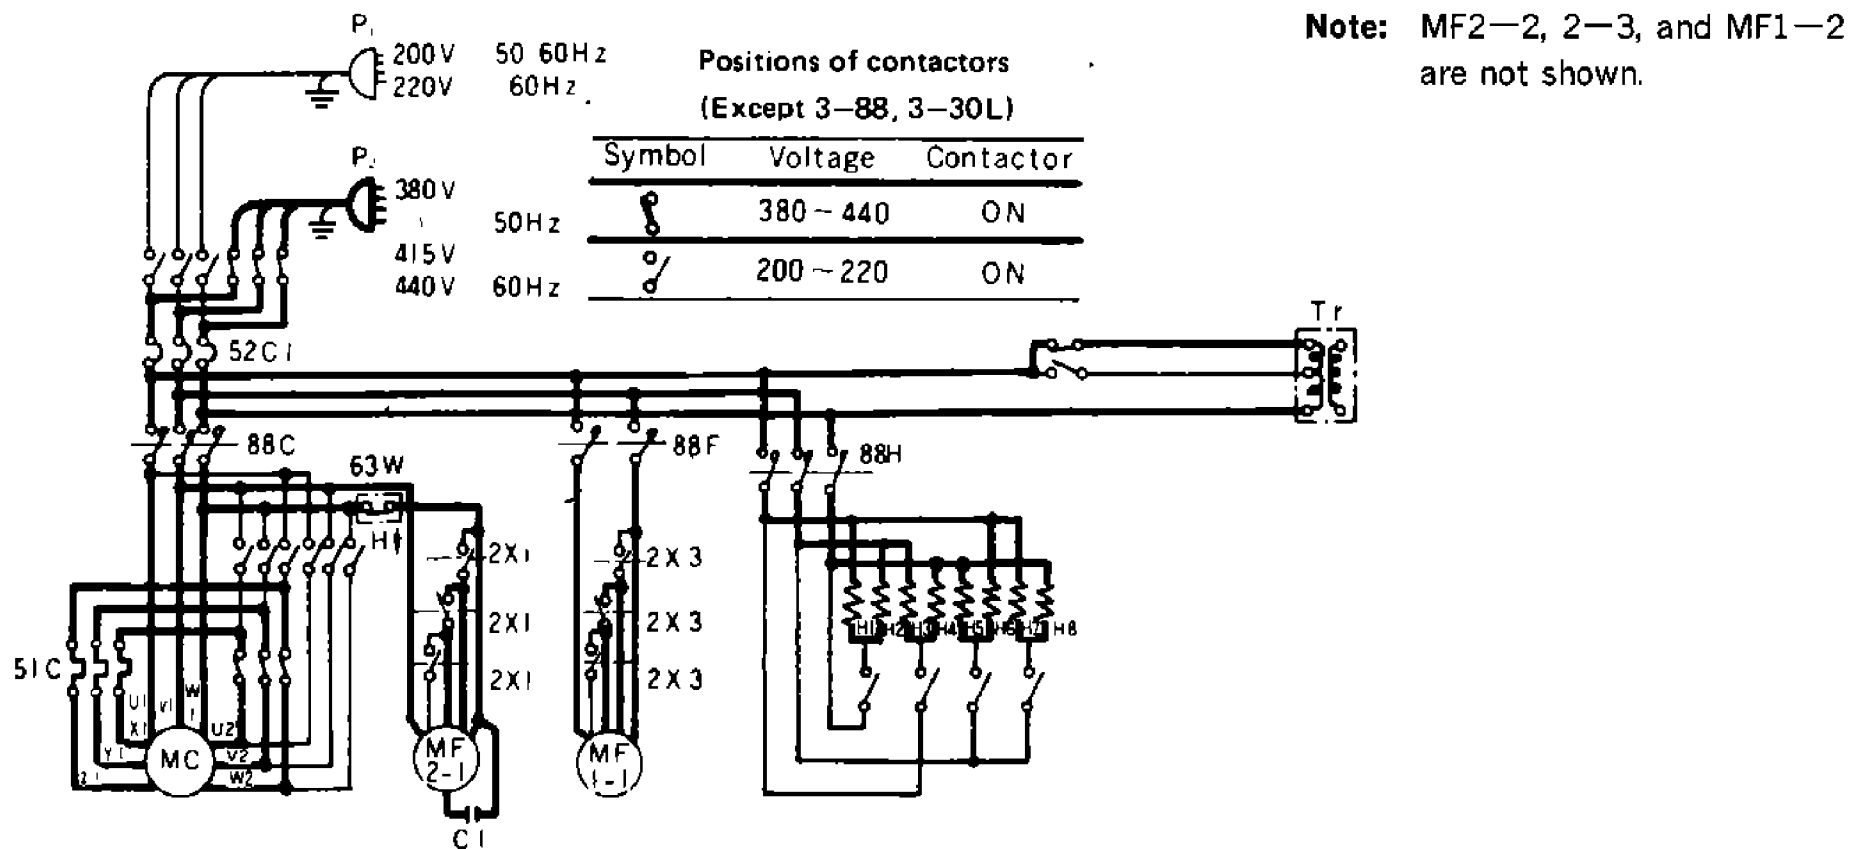 Note: MF2—2, 2—3, and MF1—2
are not shown.
P1
200V 50 60Hz
220V 60Hz
Positions of contactors
(Except 3—88, 3—30L)
Symbol Voltage Contactor
380~440 ON
200~220 ON
P2
380V
50Hz
415V
440V 60Hz
Tr
52C1
88C
88F
88H
63W
H
2X1
2X3
2X1
2X3
2X1
2X3
H1 H2 H3 H4 H5 H6 H7 H8
51C
U1
V1
W1
X1
U2
Y1
V2
W2
MC
MF
2-1
MF
1-1
C1